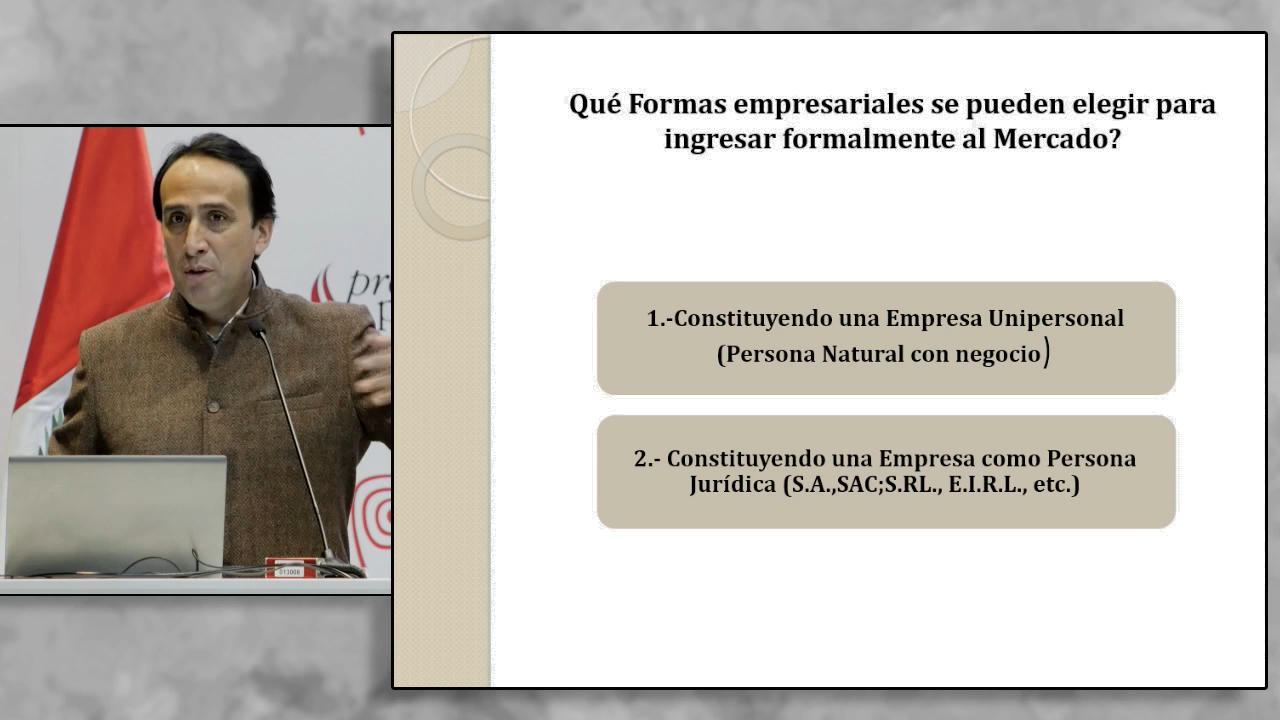 Qué Formas empresariales se pueden elegir para
ingresar formalmente al Mercado?
1.-Constituyendo una Empresa Unipersonal
(Persona Natural con negocio)
2.- Constituyendo una Empresa como Persona
Jurídica (S.A.,SAC;S.RL., E.I.R.L., etc.)
013008